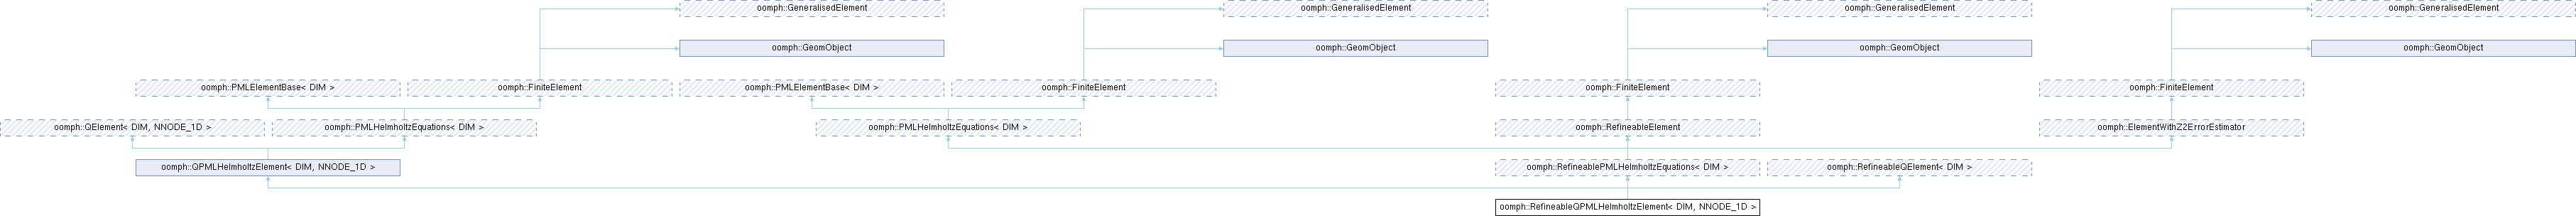 oomph::GeneralisedElement
oomph::GeneralisedElement
oomph::GeneralisedElement
oomph::GeneralisedElement
oomph::GeomObject
oomph::GeomObject
oomph::GeomObject
oomph::GeomObject
oomph::PMLElementBase< DIM >
oomph::FiniteElement
oomph::PMLElementBase< DIM >
oomph::FiniteElement
oomph::FiniteElement
oomph::FiniteElement
oomph::QElement< DIM, NNODE_1D >
oomph::PMLHelmholtzEquations< DIM >
oomph::PMLHelmholtzEquations< DIM >
oomph::RefineableElement
oomph::ElementWithZ2ErrorEstimator
oomph::QPMLHelmholtzElement< DIM, NNODE_1D >
oomph::RefineablePMLHelmholtzEquations< DIM >
oomph::RefineableQElement< DIM >
oomph::RefineableQPMLHelmholtzElement< DIM, NNODE_1D >